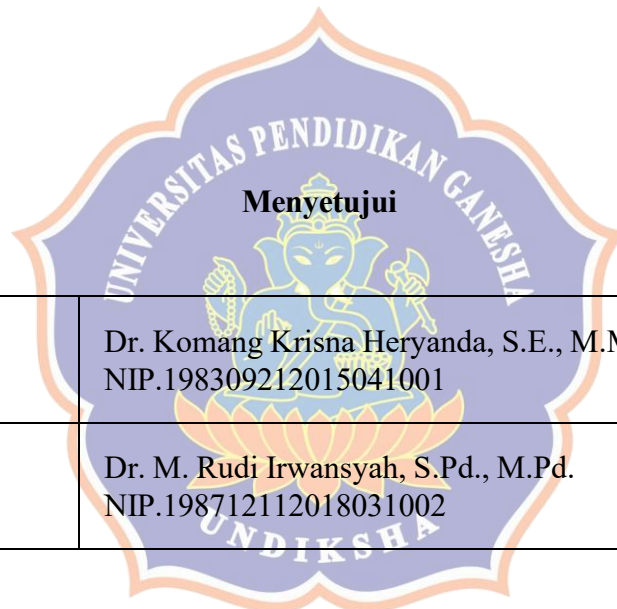 UNIVERSITAS PENDIDIKAN GANESHA
Menyetujui
Dr. Komang Krisna Heryanda, S.E., M.M
NIP.198309212015041001
Dr. M. Rudi Irwansyah, S.Pd., M.Pd.
NIP.198712112018031002
UNDIKSHA